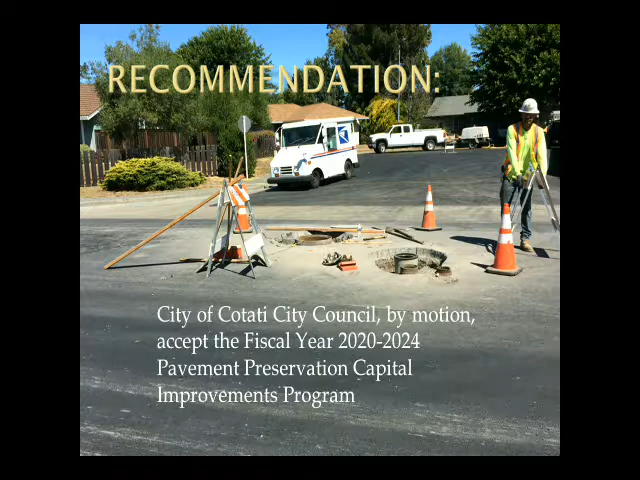 RECOMMENDATION:
City of Cotati City Council, by motion,
accept the Fiscal Year 2020-2024
Pavement Preservation Capital
Improvements Program